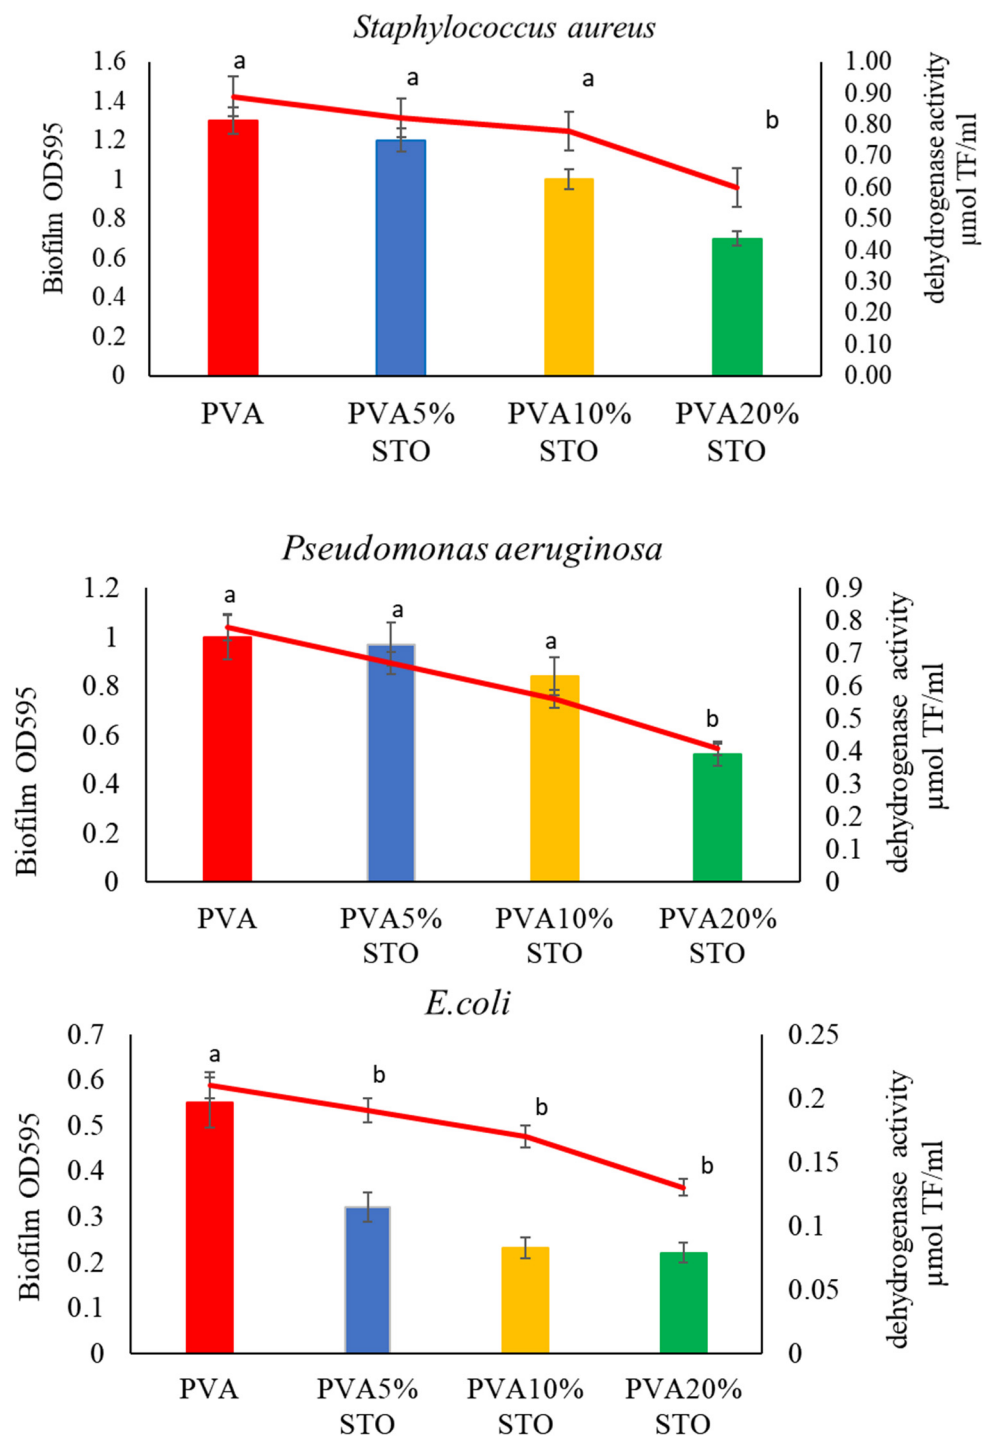 Staphylococcus aureus
Biofilm OD595
1.6
1.4
1.2
1
0.8
0.6
0.4
0.2
0
a
a
a
b
1.00
0.90
0.80
0.70
0.60
0.50
0.40
0.30
0.20
0.10
0.00
dehydrogenase activity
µmol TF/ml
PVA
PVA5%
STO
PVA10%
STO
PVA20%
STO
Pseudomonas aeruginosa
Biofilm OD595
1.2
1
0.8
0.6
0.4
0.2
0
a
a
a
b
0.9
0.8
0.7
0.6
0.5
0.4
0.3
0.2
0.1
0
dehydrogenase activity
µmol TF/ml
PVA
PVA5%
STO
PVA10%
STO
PVA20%
STO
E.coli
Biofilm OD595
0.7
0.6
0.5
0.4
0.3
0.2
0.1
0
a
b
b
b
0.25
0.2
0.15
0.1
0.05
0
dehydrogenase activity
µmol TF/ml
PVA
PVA5%
STO
PVA10%
STO
PVA20%
STO